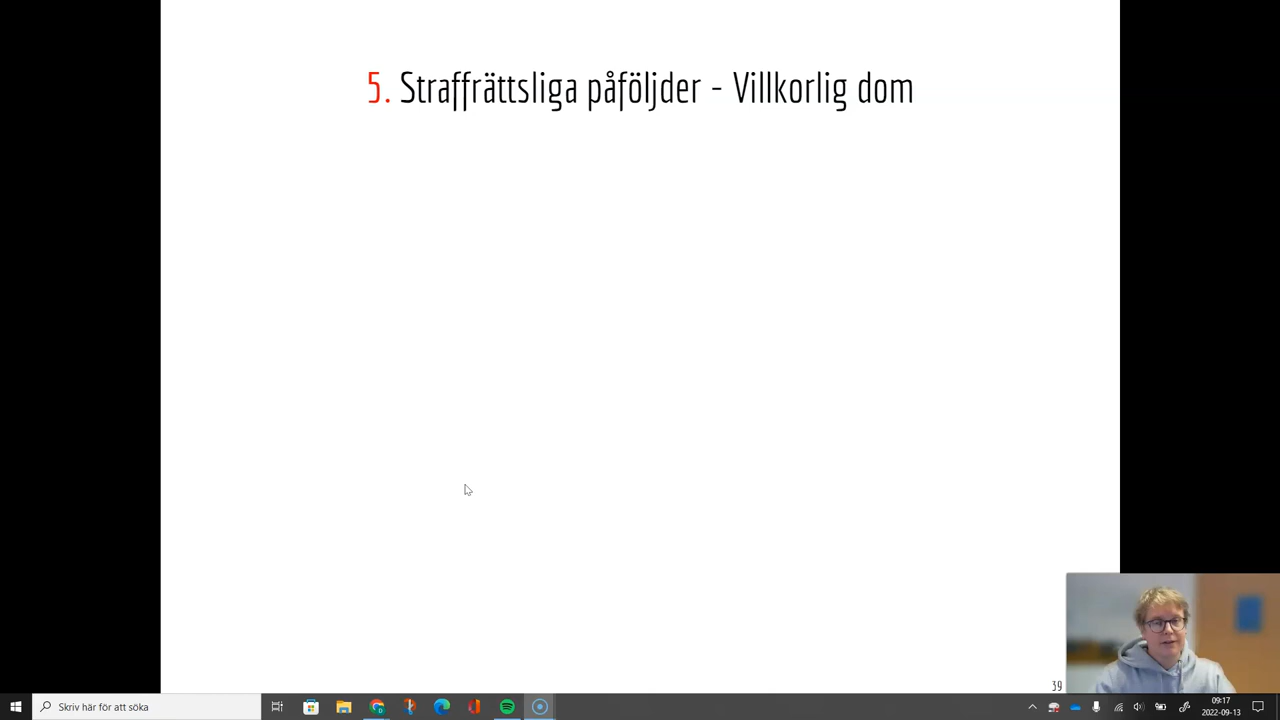 5. Straffrättsliga påföljder - Villkorlig dom
39
Skriv här för att söka
09:17
2022-09-13